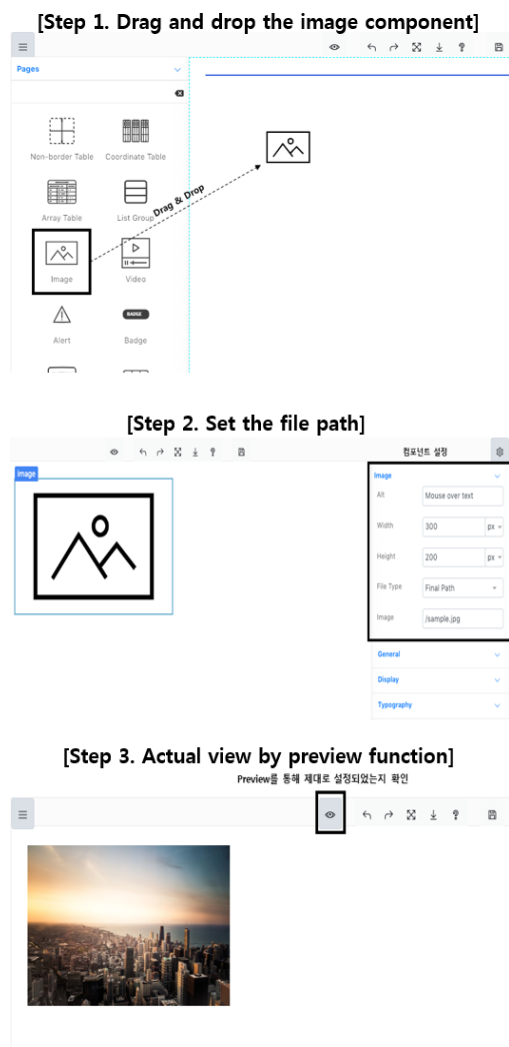 [Step 1. Drag and drop the image component]
Pages
Non-border Table
Coordinate Table
Array Table
List Group
Drag & Drop
Image
Video
Alert
BADGE
Badge
[Step 2. Set the file path]
컴포넌트 설정
image
Image
Alt
Mouse over text
Width
300
px
Height
200
px
File Type
Final Path
Image
/sample.jpg
General
Display
Typography
[Step 3. Actual view by preview function]
Preview를 통해 제대로 설정되었는지 확인